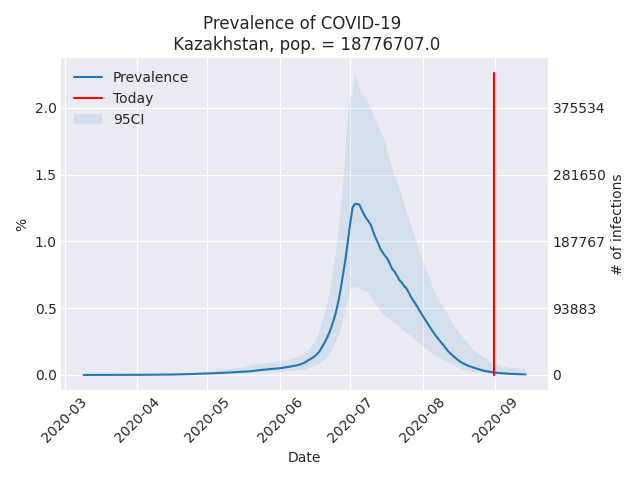 Prevalence of COVID-19
Kazakhstan, pop. = 18776707.0
Prevalence
Today
95CI
%
2.0
1.5
1.0
0.5
0.0
375534
281650
187767
93883
0
# of infections
2020-03
2020-04
2020-05
2020-06
2020-07
2020-08
2020-09
Date